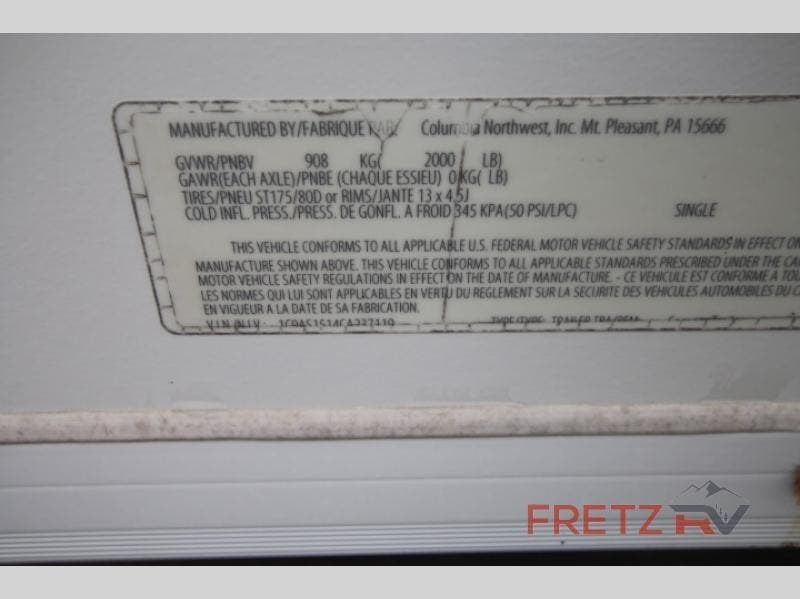 MANUFACTURED BY/FABRIQUE PAR: Columbia Northwest, Inc. Mt. Pleasant, PA 15666
GVWR/PNBV 908 KG( 2000 LB)
GAWR(EACH AXLE)/PNBE (CHAQUE ESSIEU) 0 KG( LB)
TIRES/PNEU ST175/80D or RIMS/JANTE 13 x 4.5J
COLD INFL. PRESS./PRESS. DE GONFL. A FROID 345 KPA(50 PSI/LPC) SINGLE
THIS VEHICLE CONFORMS TO ALL APPLICABLE U.S. FEDERAL MOTOR VEHICLE SAFETY STANDARDS IN EFFECT ON
MANUFACTURE SHOWN ABOVE. THIS VEHICLE CONFORMS TO ALL APPLICABLE STANDARDS PRESCRIBED UNDER THE
MOTOR VEHICLE SAFETY REGULATIONS IN EFFECT ON THE DATE OF MANUFACTURE. - CE VEHICULE EST CONFORME A
LES NORMES QUI LUI SONT APPLICABLES EN VERTU DU REGLEMENT SUR LA SECURITE DES VEHICULES AUTOMOBILES DU
EN VIGUEUR A LA DATE DE SA FABRICATION.
V.I.N./N.I.V.: TYPE/TYPE: TRAILER
FRETZ RV